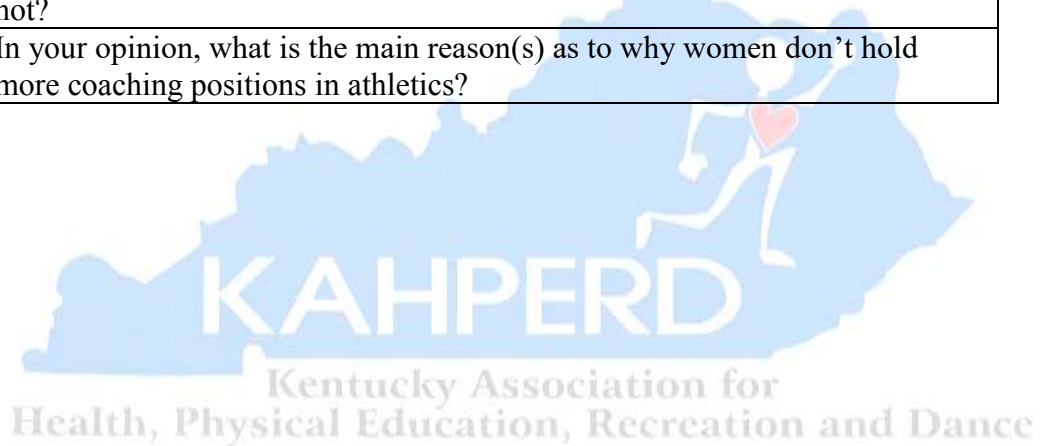 not?
In your opinion, what is the main reason(s) as to why women don’t hold
more coaching positions in athletics?
KAHPERD
Kentucky Association for
Health, Physical Education, Recreation and Dance